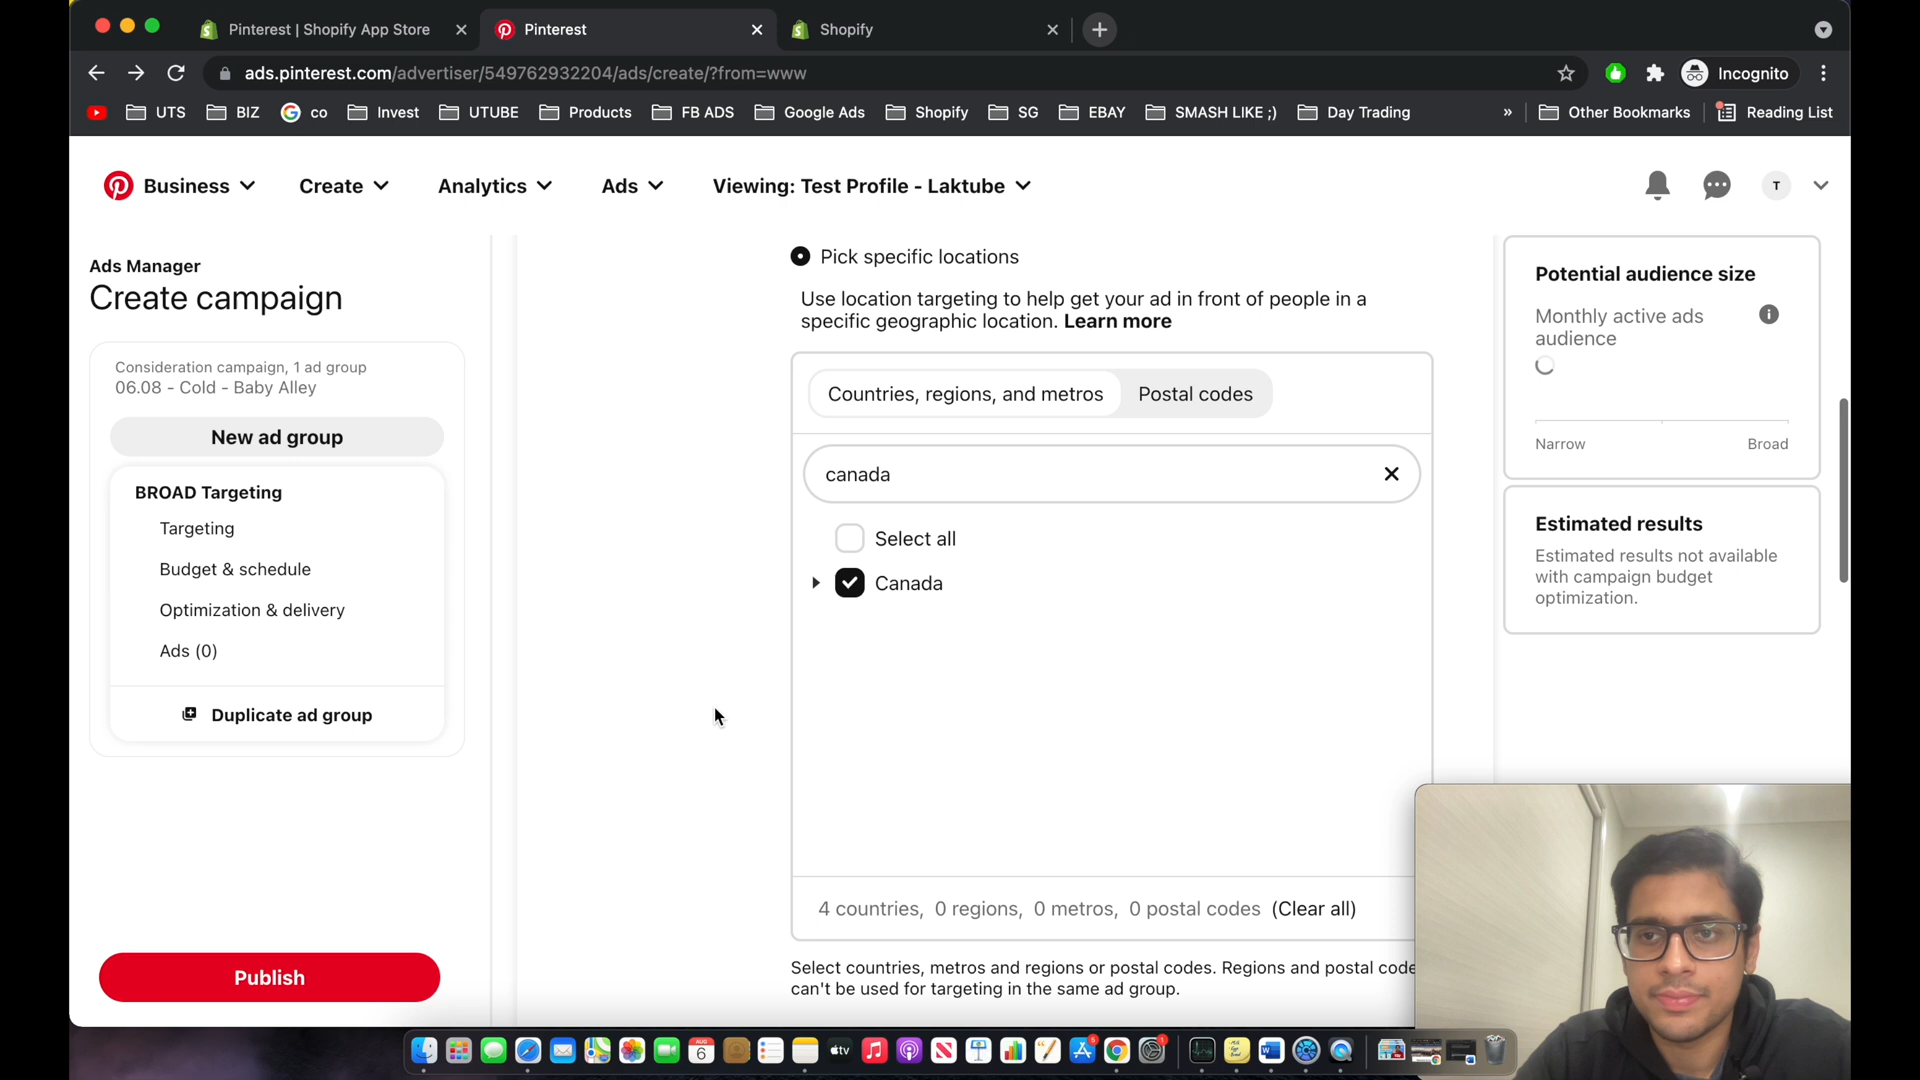 Pinterest | Shopify App Store
Pinterest
Shopify
ads.pinterest.com/advertiser/549762932204/ads/create/?from=www
Incognito
UTS
BIZ
co
Invest
UTUBE
Products
FB ADS
Google Ads
Shopify
SG
EBAY
SMASH LIKE ;)
Day Trading
»
Other Bookmarks
Reading List
Business
Create
Analytics
Ads
Viewing: Test Profile - Laktube
T
Ads Manager
Create campaign
Consideration campaign, 1 ad group
06.08 - Cold - Baby Alley
New ad group
BROAD Targeting
Targeting
Budget & schedule
Optimization & delivery
Ads (0)
Duplicate ad group
Publish
Pick specific locations
Use location targeting to help get your ad in front of people in a
specific geographic location. Learn more
Countries, regions, and metros
Postal codes
canada
Select all
Canada
4 countries, 0 regions, 0 metros, 0 postal codes (Clear all)
Select countries, metros and regions or postal codes. Regions and postal code
can't be used for targeting in the same ad group.
Potential audience size
Monthly active ads
audience
Narrow
Broad
Estimated results
Estimated results not available
with campaign budget
optimization.
AUG
6
tv